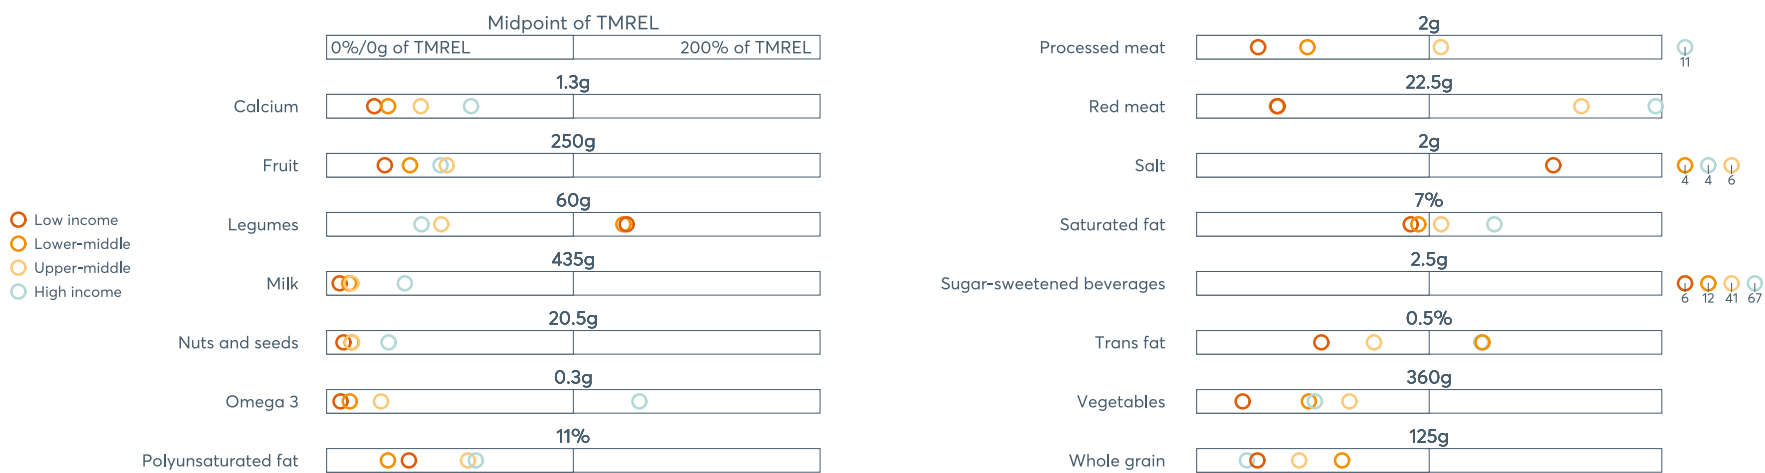 Midpoint of TMREL
0%/0g of TMREL 200% of TMREL
1.3g
Calcium
250g
Fruit
60g
Legumes
435g
Milk
20.5g
Nuts and seeds
0.3g
Omega 3
11%
Polyunsaturated fat
Low income
Lower-middle
Upper-middle
High income
2g
Processed meat
11
22.5g
Red meat
2g
Salt
4 4 6
7%
Saturated fat
2.5g
Sugar-sweetened beverages
6 12 41 67
0.5%
Trans fat
360g
Vegetables
125g
Whole grain